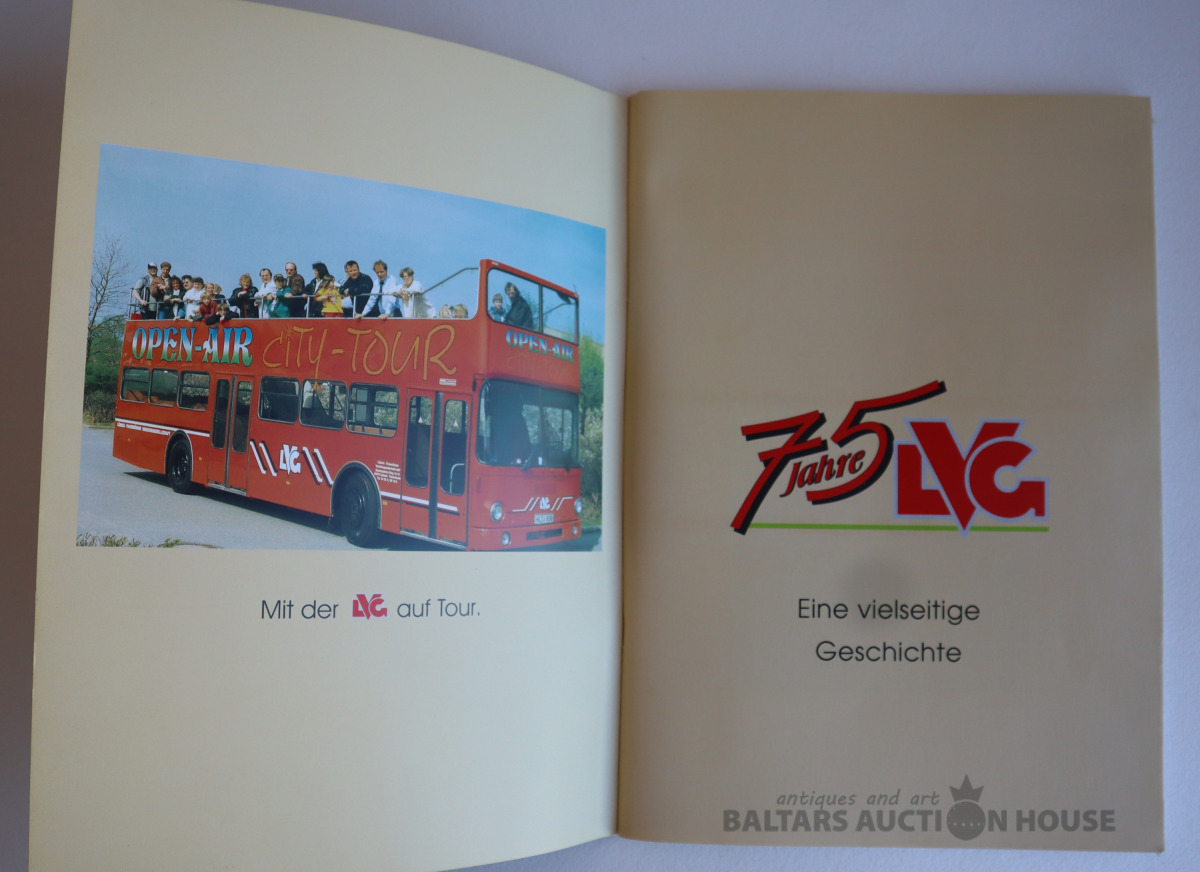 OPEN-AIR CITY-TOUR
OPEN-AIR
LVG
LVG
Mit der LVG auf Tour.
75 Jahre LVG
Eine vielseitige
Geschichte
antiques and art
BALTARS AUCTION HOUSE